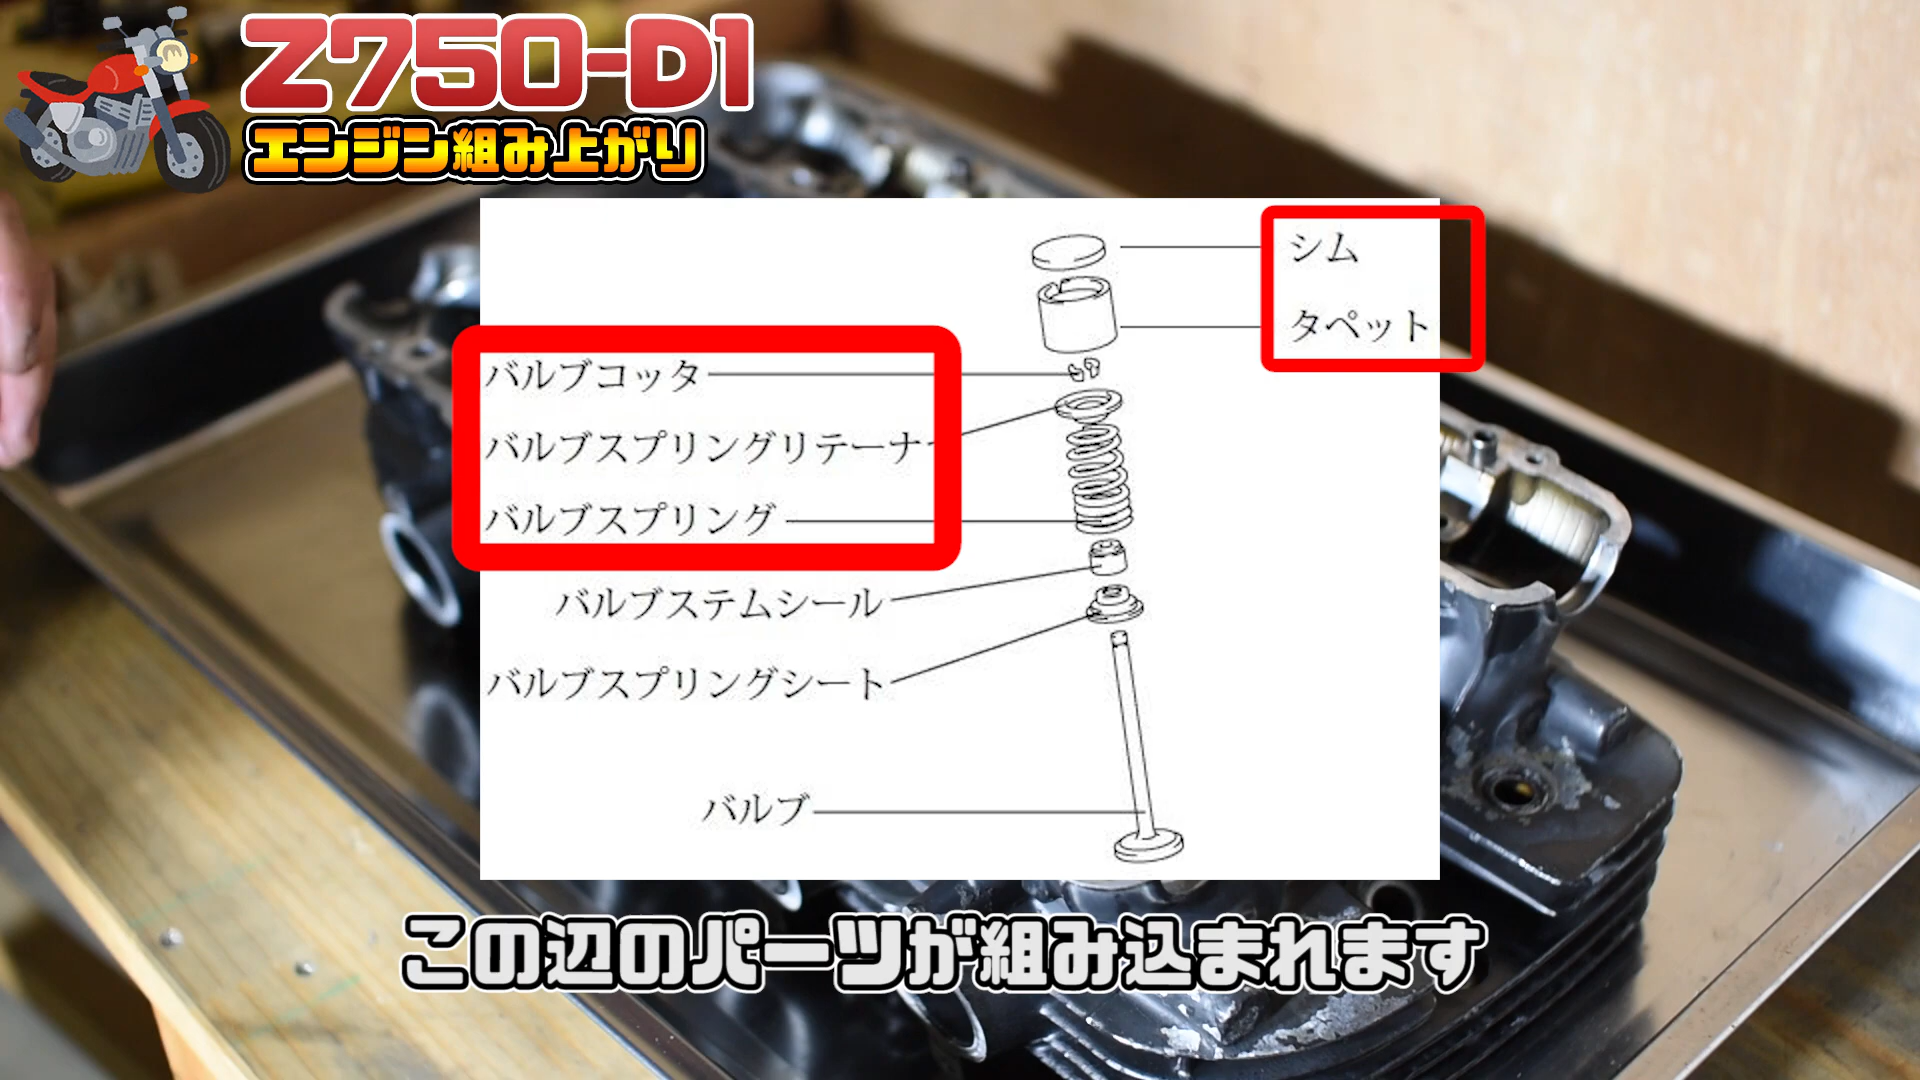 Z750-D1
エンジン組み上がり
シム
タペット
バルブコッタ
バルブスプリングリテーナ
バルブスプリング
バルブステムシール
バルブスプリングシート
バルブ
この辺のパーツが組み込まれます